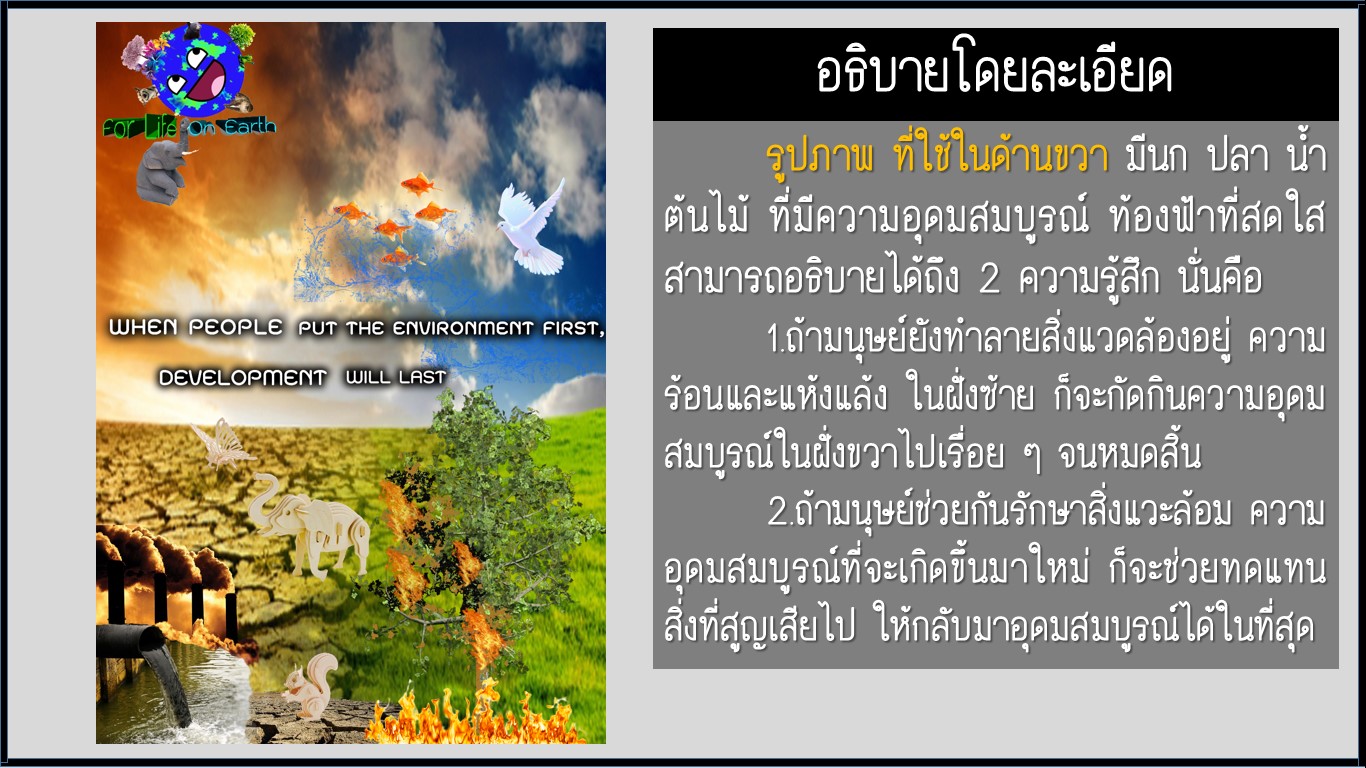 For Life On Earth
WHEN PEOPLE PUT THE ENVIRONMENT FIRST,
DEVELOPMENT WILL LAST
อธิบายโดยละเอียด
รูปภาพ ที่ใช้ในด้านขวา มีนก ปลา น้ำ
ต้นไม้ ที่มีความอุดมสมบูรณ์ ท้องฟ้าที่สดใส
สามารถอธิบายได้ถึง 2 ความรู้สึก นั่นคือ
1.ถ้ามนุษย์ยังทำลายสิ่งแวดล้องอยู่ ความ
ร้อนและแห้งแล้ง ในฝั่งซ้าย ก็จะกัดกินความอุดม
สมบูรณ์ในฝั่งขวาไปเรื่อย ๆ จนหมดสิ้น
2.ถ้ามนุษย์ช่วยกันรักษาสิ่งแวะล้อม ความ
อุดมสมบูรณ์ที่จะเกิดขึ้นมาใหม่ ก็จะช่วยทดแทน
สิ่งที่สูญเสียไป ให้กลับมาอุดมสมบูรณ์ได้ในที่สุด